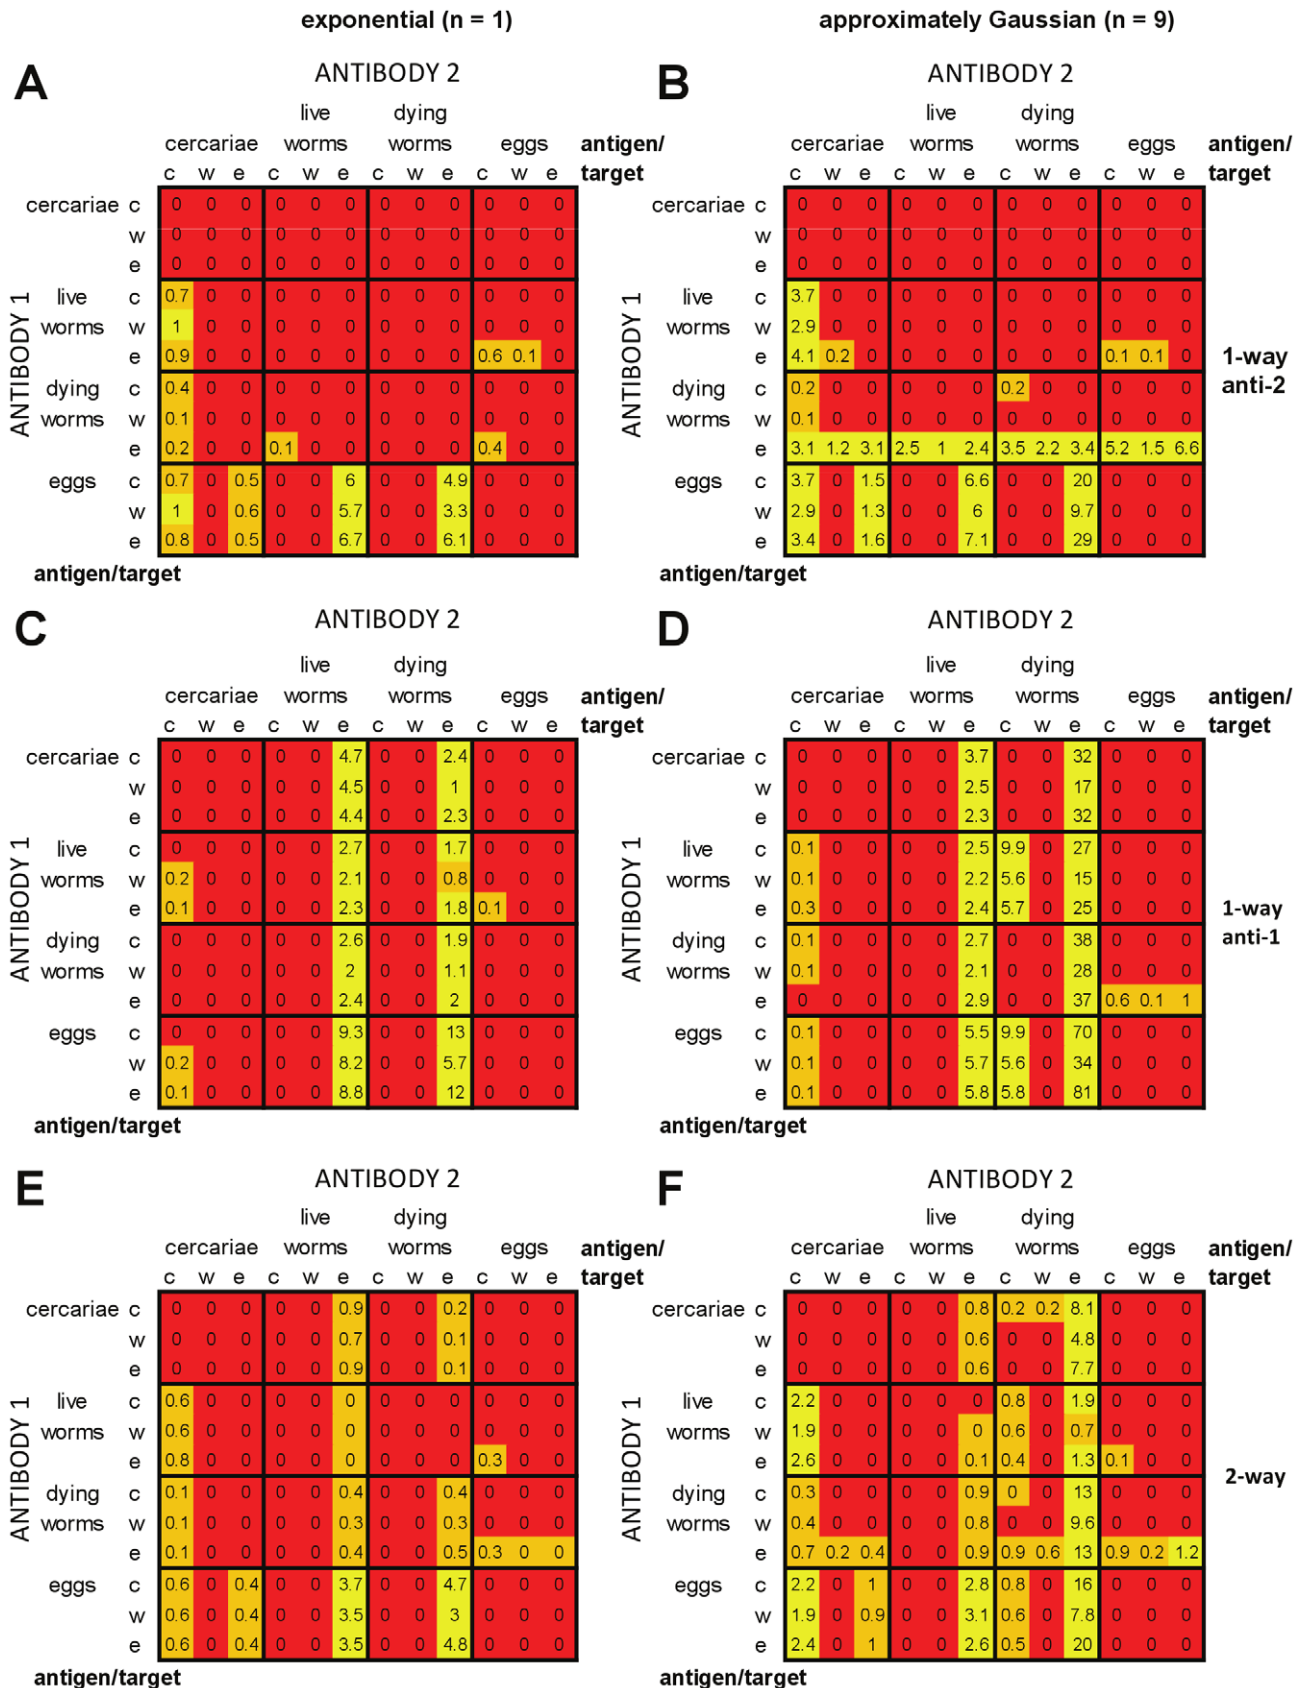 exponential (n = 1) approximately Gaussian (n = 9)
A ANTIBODY 2
live dying
cercariae worms worms eggs antigen/
c w e c w e c w e c w e target
cercariae c 0 0 0 0 0 0 0 0 0 0 0 0
w 0 0 0 0 0 0 0 0 0 0 0 0
e 0 0 0 0 0 0 0 0 0 0 0 0
live c 0.7 0 0 0 0 0 0 0 0 0 0 0
worms w 1 0 0 0 0 0 0 0 0 0 0 0
e 0.9 0 0 0 0 0 0 0 0 0.6 0.1 0
dying c 0.4 0 0 0 0 0 0 0 0 0 0 0
worms w 0.1 0 0 0 0 0 0 0 0 0 0 0
e 0.2 0 0 0.1 0 0 0 0 0 0.4 0 0
eggs c 0.7 0 0.5 0 0 6 0 0 4.9 0 0 0
w 1 0 0.6 0 0 5.7 0 0 3.3 0 0 0
e 0.8 0 0.5 0 0 6.7 0 0 6.1 0 0 0
ANTIBODY 1
antigen/target
B ANTIBODY 2
live dying
cercariae worms worms eggs antigen/
c w e c w e c w e c w e target
cercariae c 0 0 0 0 0 0 0 0 0 0 0 0
w 0 0 0 0 0 0 0 0 0 0 0 0
e 0 0 0 0 0 0 0 0 0 0 0 0
live c 3.7 0 0 0 0 0 0 0 0 0 0 0
worms w 2.9 0 0 0 0 0 0 0 0 0 0 0
e 4.1 0.2 0 0 0 0 0 0 0 0.1 0.1 0
dying c 0.2 0 0 0 0 0 0.2 0 0 0 0 0
worms w 0.1 0 0 0 0 0 0 0 0 0 0 0
e 3.1 1.2 3.1 2.5 1 2.4 3.5 2.2 3.4 5.2 1.5 6.6
eggs c 3.7 0 1.5 0 0 6.6 0 0 20 0 0 0
w 2.9 0 1.3 0 0 6 0 0 9.7 0 0 0
e 3.4 0 1.6 0 0 7.1 0 0 29 0 0 0
ANTIBODY 1
antigen/target
1-way
anti-2
C ANTIBODY 2
live dying
cercariae worms worms eggs antigen/
c w e c w e c w e c w e target
cercariae c 0 0 0 0 0 4.7 0 0 2.4 0 0 0
w 0 0 0 0 0 4.5 0 0 1 0 0 0
e 0 0 0 0 0 4.4 0 0 2.3 0 0 0
live c 0 0 0 0 0 2.7 0 0 1.7 0 0 0
worms w 0.2 0 0 0 0 2.1 0 0 0.8 0 0 0
e 0.1 0 0 0 0 2.3 0 0 1.8 0.1 0 0
dying c 0 0 0 0 0 2.6 0 0 1.9 0 0 0
worms w 0 0 0 0 0 2 0 0 1.1 0 0 0
e 0 0 0 0 0 2.4 0 0 2 0 0 0
eggs c 0 0 0 0 0 9.3 0 0 13 0 0 0
w 0.2 0 0 0 0 8.2 0 0 5.7 0 0 0
e 0.1 0 0 0 0 8.8 0 0 12 0 0 0
ANTIBODY 1
antigen/target
D ANTIBODY 2
live dying
cercariae worms worms eggs antigen/
c w e c w e c w e c w e target
cercariae c 0 0 0 0 0 3.7 0 0 32 0 0 0
w 0 0 0 0 0 2.5 0 0 17 0 0 0
e 0 0 0 0 0 2.3 0 0 32 0 0 0
live c 0.1 0 0 0 0 2.5 9.9 0 27 0 0 0
worms w 0.1 0 0 0 0 2.2 5.6 0 15 0 0 0
e 0.3 0 0 0 0 2.4 5.7 0 25 0 0 0
dying c 0.1 0 0 0 0 2.7 0 0 38 0 0 0
worms w 0.1 0 0 0 0 2.1 0 0 28 0 0 0
e 0 0 0 0 0 2.9 0 0 37 0.6 0.1 1
eggs c 0.1 0 0 0 0 5.5 9.9 0 70 0 0 0
w 0.1 0 0 0 0 5.7 5.6 0 34 0 0 0
e 0.1 0 0 0 0 5.8 5.8 0 81 0 0 0
ANTIBODY 1
antigen/target
1-way
anti-1
E ANTIBODY 2
live dying
cercariae worms worms eggs antigen/
c w e c w e c w e c w e target
cercariae c 0 0 0 0 0 0.9 0 0 0.2 0 0 0
w 0 0 0 0 0 0.7 0 0 0.1 0 0 0
e 0 0 0 0 0 0.9 0 0 0.1 0 0 0
live c 0.6 0 0 0 0 0 0 0 0 0 0 0
worms w 0.6 0 0 0 0 0 0 0 0 0 0 0
e 0.8 0 0 0 0 0 0 0 0 0.3 0 0
dying c 0.1 0 0 0 0 0.4 0 0 0.4 0 0 0
worms w 0.1 0 0 0 0 0.3 0 0 0.3 0 0 0
e 0.1 0 0 0 0 0.4 0 0 0.5 0.3 0 0
eggs c 0.6 0 0.4 0 0 3.7 0 0 4.7 0 0 0
w 0.6 0 0.4 0 0 3.5 0 0 3 0 0 0
e 0.6 0 0.4 0 0 3.5 0 0 4.8 0 0 0
ANTIBODY 1
antigen/target
F ANTIBODY 2
live dying
cercariae worms worms eggs antigen/
c w e c w e c w e c w e target
cercariae c 0 0 0 0 0 0.8 0.2 0.2 8.1 0 0 0
w 0 0 0 0 0 0.6 0 0 4.8 0 0 0
e 0 0 0 0 0 0.6 0 0 7.7 0 0 0
live c 2.2 0 0 0 0 0 0.8 0 1.9 0 0 0
worms w 1.9 0 0 0 0 0 0.6 0 0.7 0 0 0
e 2.6 0 0 0 0 0.1 0.4 0 1.3 0.1 0 0
dying c 0.3 0 0 0 0 0.9 0 0 13 0 0 0
worms w 0.4 0 0 0 0 0.8 0 0 9.6 0 0 0
e 0.7 0.2 0.4 0 0 0.9 0.9 0.6 13 0.9 0.2 1.2
eggs c 2.2 0 1 0 0 2.8 0.8 0 16 0 0 0
w 1.9 0 0.9 0 0 3.1 0.6 0 7.8 0 0 0
e 2.4 0 1 0 0 2.6 0.5 0 20 0 0 0
ANTIBODY 1
antigen/target
2-way